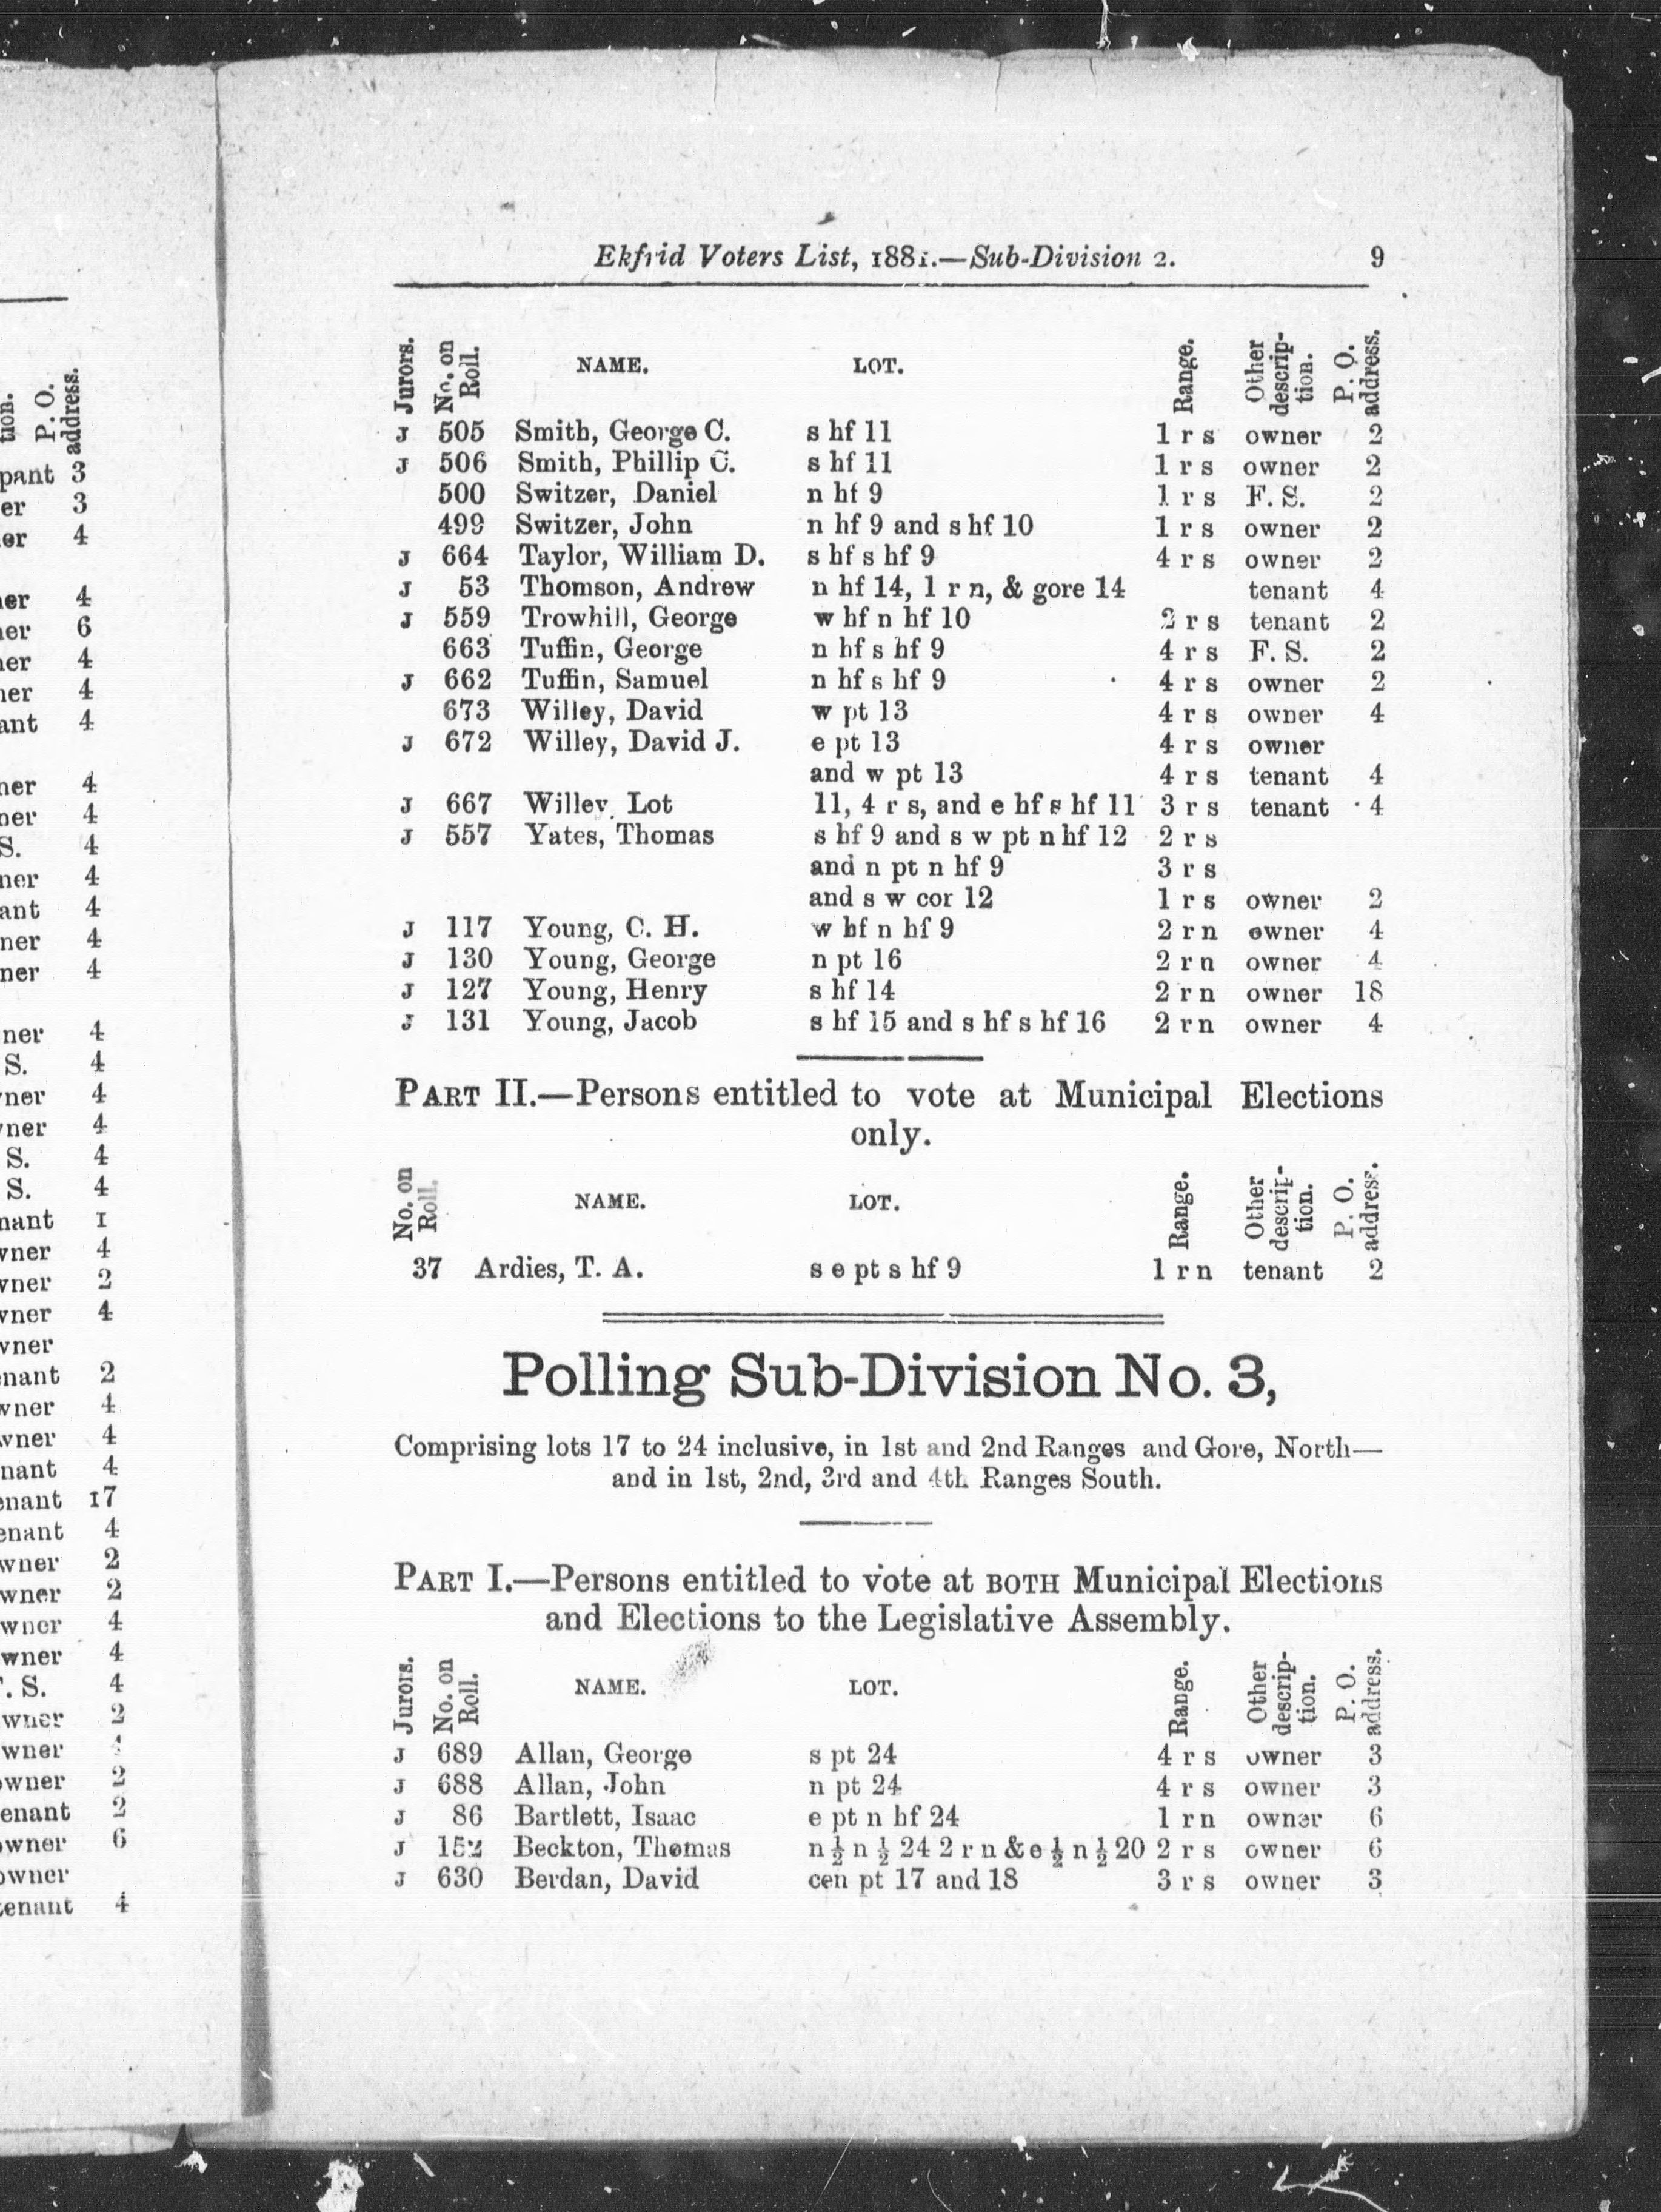 Ekfrid Voters List, 1881.—Sub-Division 2. 9
Jurors. No. on Roll. NAME. LOT. Range. Other descrip-tion. P. O. address.
J 505 Smith, George C. s hf 11 1 r s owner 2
J 506 Smith, Phillip C. s hf 11 1 r s owner 2
500 Switzer, Daniel n hf 9 1 r s F. S. 2
499 Switzer, John n hf 9 and s hf 10 1 r s owner 2
J 664 Taylor, William D. s hf s hf 9 4 r s owner 2
J 53 Thomson, Andrew n hf 14, 1 r n, & gore 14 tenant 4
J 559 Trowhill, George w hf n hf 10 2 r s tenant 2
663 Tuffin, George n hf s hf 9 4 r s F. S. 2
J 662 Tuffin, Samuel n hf s hf 9 4 r s owner 2
673 Willey, David w pt 13 4 r s owner 4
J 672 Willey, David J. e pt 13 4 r s owner
and w pt 13 4 r s tenant 4
J 667 Willey, Lot 11, 4 r s, and e hf s hf 11 3 r s tenant 4
J 557 Yates, Thomas s hf 9 and s w pt n hf 12 2 r s
and n pt n hf 9 3 r s
and s w cor 12 1 r s owner 2
J 117 Young, C. H. w hf n hf 9 2 r n owner 4
J 130 Young, George n pt 16 2 r n owner 4
J 127 Young, Henry s hf 14 2 r n owner 18
J 131 Young, Jacob s hf 15 and s hf s hf 16 2 r n owner 4
PART II.—Persons entitled to vote at Municipal Elections
only.
No. on Roll. NAME. LOT. Range. Other descrip-tion. P. O. address.
37 Ardies, T. A. s e pt s hf 9 1 r n tenant 2
Polling Sub-Division No. 3,
Comprising lots 17 to 24 inclusive, in 1st and 2nd Ranges and Gore, North—
and in 1st, 2nd, 3rd and 4th Ranges South.
PART I.—Persons entitled to vote at BOTH Municipal Elections
and Elections to the Legislative Assembly.
Jurors. No. on Roll. NAME. LOT. Range. Other descrip-tion. P. O. address.
J 689 Allan, George s pt 24 4 r s owner 3
J 688 Allan, John n pt 24 4 r s owner 3
J 86 Bartlett, Isaac e pt n hf 24 1 r n owner 6
J 152 Beckton, Thomas n ½ n ½ 24 2 r n & e ½ n ½ 20 2 r s owner 6
J 630 Berdan, David cen pt 17 and 18 3 r s owner 3